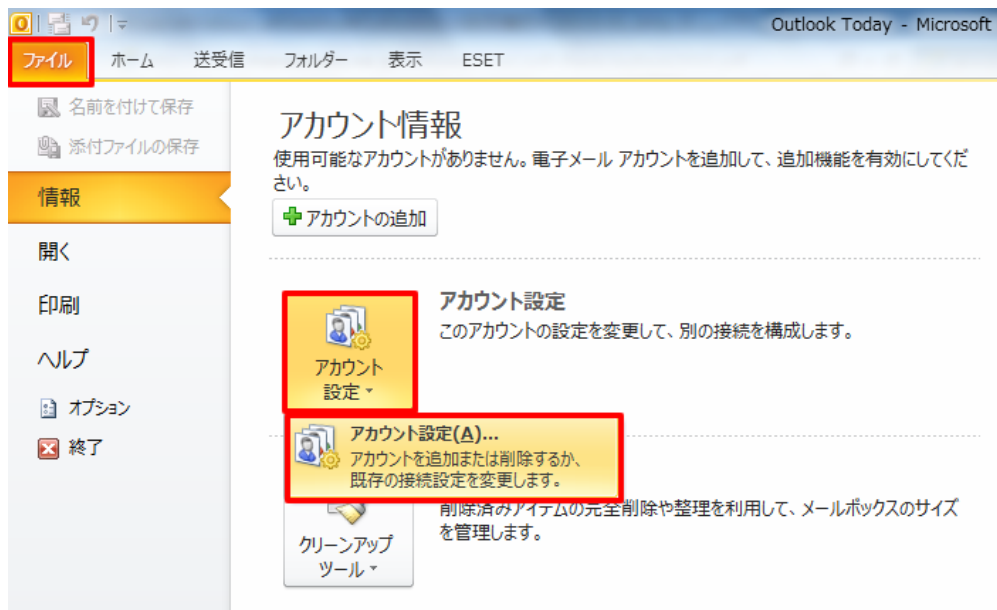 Outlook Today - Microsoft
ファイル ホーム 送受信 フォルダー 表示 ESET
名前を付けて保存
添付ファイルの保存
情報
開く
印刷
ヘルプ
オプション
終了
アカウント情報
使用可能なアカウントがありません。電子メール アカウントを追加して、追加機能を有効にしてくだ
さい。
アカウントの追加
アカウント
設定
アカウント設定
このアカウントの設定を変更して、別の接続を構成します。
アカウント設定(A)...
アカウントを追加または削除するか、
既存の接続設定を変更します。
クリーンアップ
ツール
削除済みアイテムの完全削除や整理を利用して、メールボックスのサイズ
を管理します。